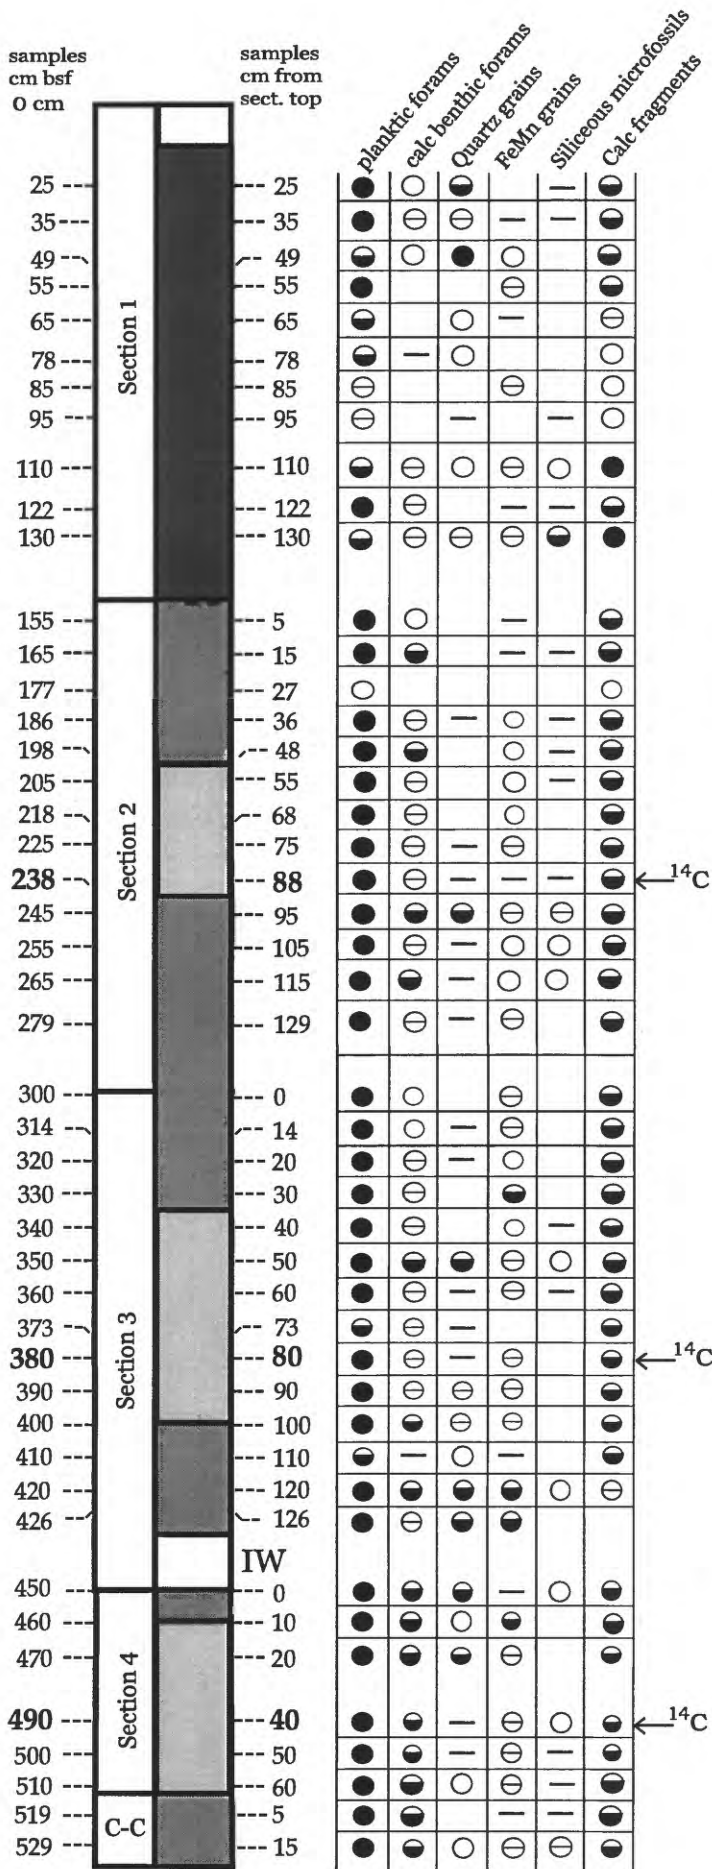 samples
cm bsf
0 cm
samples
cm from
sect. top
planktic forams
calc benthic forams
Quartz grains
FeMn grains
Siliceous microfossils
Calc fragments
Section 1
25 25
35 35
49 49
55 55
65 65
78 78
85 85
95 95
110 110
122 122
130 130
Section 2
155 5
165 15
177 27
186 36
198 48
205 55
218 68
225 75
238 88 14C
245 95
255 105
265 115
279 129
Section 3
300 0
314 14
320 20
330 30
340 40
350 50
360 60
373 73
380 80 14C
390 90
400 100
410 110
420 120
426 126
IW
Section 4
450 0
460 10
470 20
490 40 14C
500 50
510 60
C-C
519 5
529 15